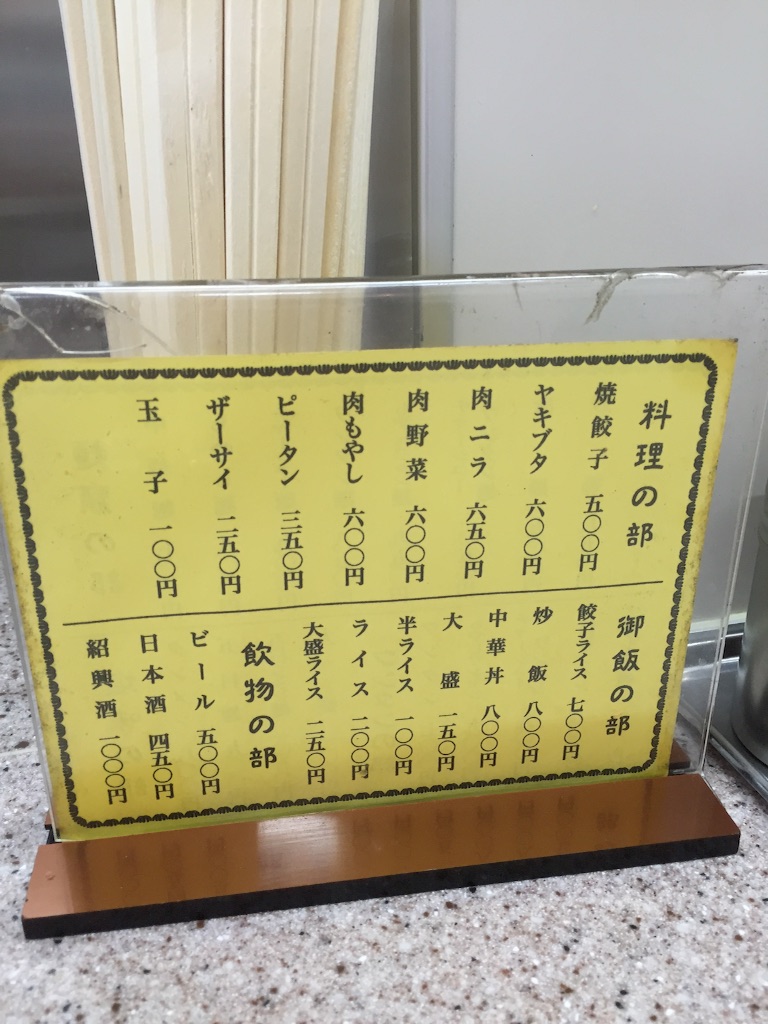 料理の部
焼餃子 五〇〇円
ヤキブタ 六〇〇円
肉ニラ 六五〇円
肉野菜 六〇〇円
肉もやし 六〇〇円
ピータン 三五〇円
ザーサイ 二五〇円
玉子 一〇〇円
御飯の部
餃子ライス 七〇〇円
炒飯 八〇〇円
中華丼 八〇〇円
大盛 一五〇円
半ライス 一〇〇円
ライス 二〇〇円
大盛ライス 二五〇円
飲物の部
ビール 五〇〇円
日本酒 四五〇円
紹興酒 一〇〇〇円